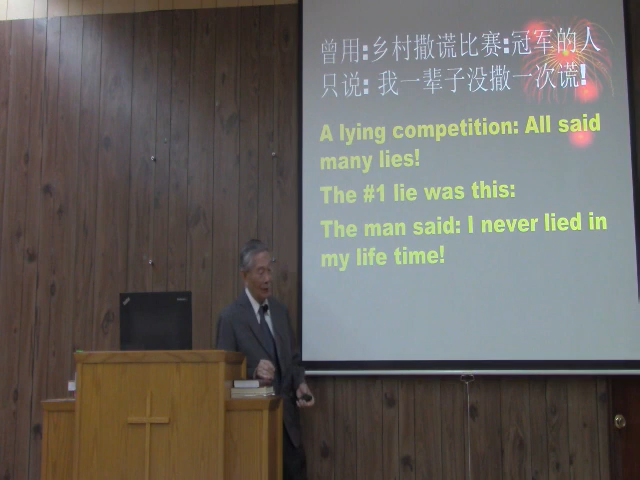 曾用:乡村撒谎比赛:冠军的人
只说: 我一辈子没撒一次谎!
A lying competition: All said
many lies!
The #1 lie was this:
The man said: I never lied in
my life time!